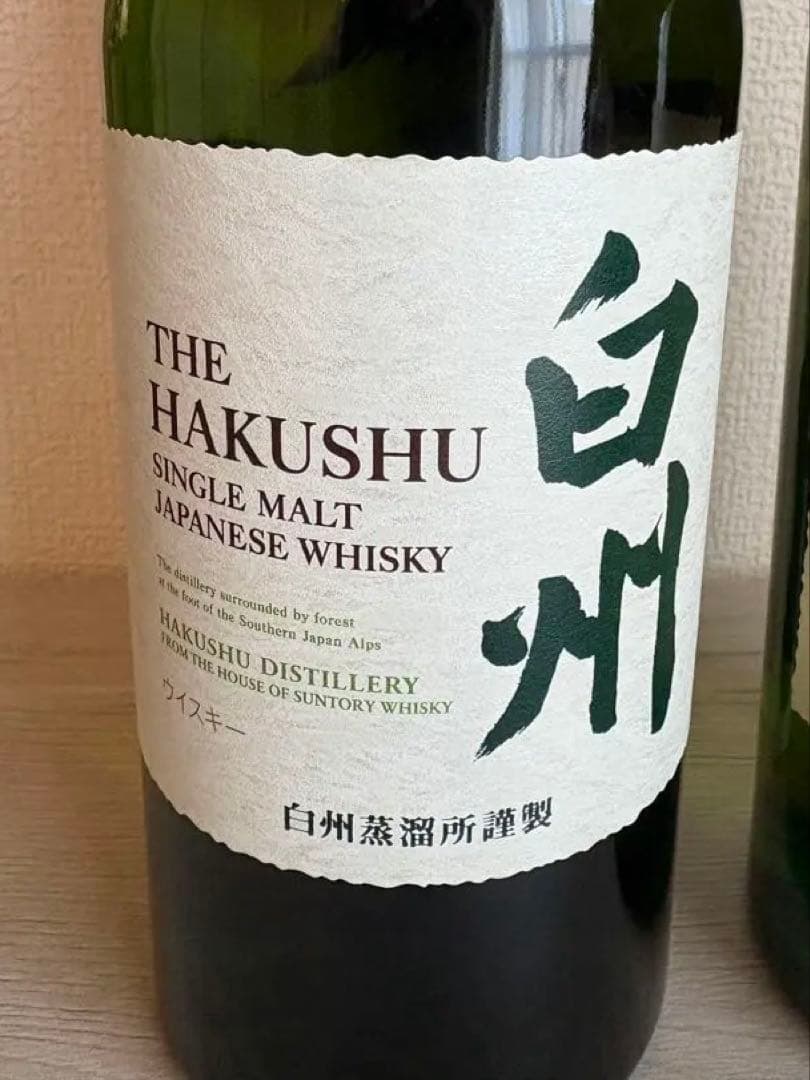 THE
HAKUSHU
SINGLE MALT
JAPANESE WHISKY
The distillery surrounded by forest
at the foot of the Southern Japan Alps
HAKUSHU DISTILLERY
FROM THE HOUSE OF SUNTORY WHISKY
ウイスキー
白州
白州蒸溜所謹製